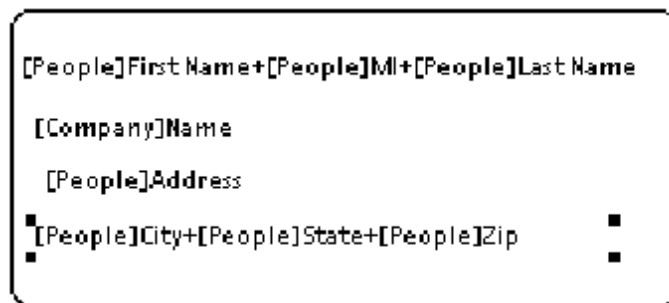 [People]First Name+[People]MI+[People]Last Name
[Company]Name
[People]Address
[People]City+[People]State+[People]Zip